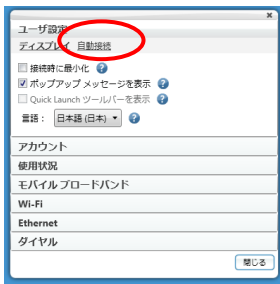 ユーザ設定
ディスプレイ 自動接続
接続時に最小化
ポップアップ メッセージを表示
Quick Launch ツールバーを表示
言語： 日本語 (日本)
アカウント
使用状況
モバイル ブロードバンド
Wi-Fi
Ethernet
ダイヤル
閉じる